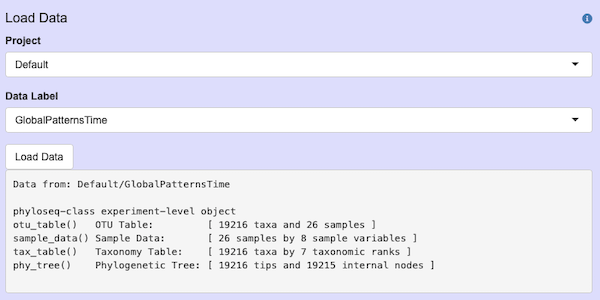 Load Data
Project
Default
Data Label
GlobalPatternsTime
Load Data
Data from: Default/GlobalPatternsTime
phyloseq-class experiment-level object
otu_table()   OTU Table:         [ 19216 taxa and 26 samples ]
sample_data() Sample Data:       [ 26 samples by 8 sample variables ]
tax_table()   Taxonomy Table:    [ 19216 taxa by 7 taxonomic ranks ]
phy_tree()    Phylogenetic Tree: [ 19216 tips and 19215 internal nodes ]